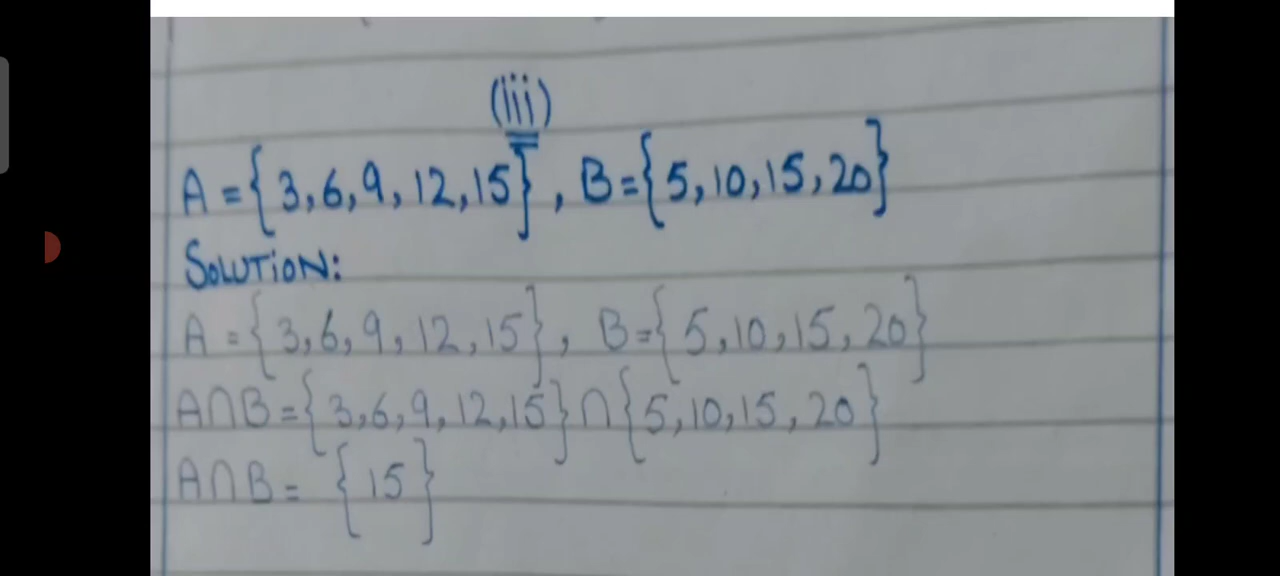 (iii)
A = {3, 6, 9, 12, 15}, B = {5, 10, 15, 20}
SOLUTION:
A = {3, 6, 9, 12, 15}, B = {5, 10, 15, 20}
A∩B = {3, 6, 9, 12, 15} ∩ {5, 10, 15, 20}
A∩B = {15}